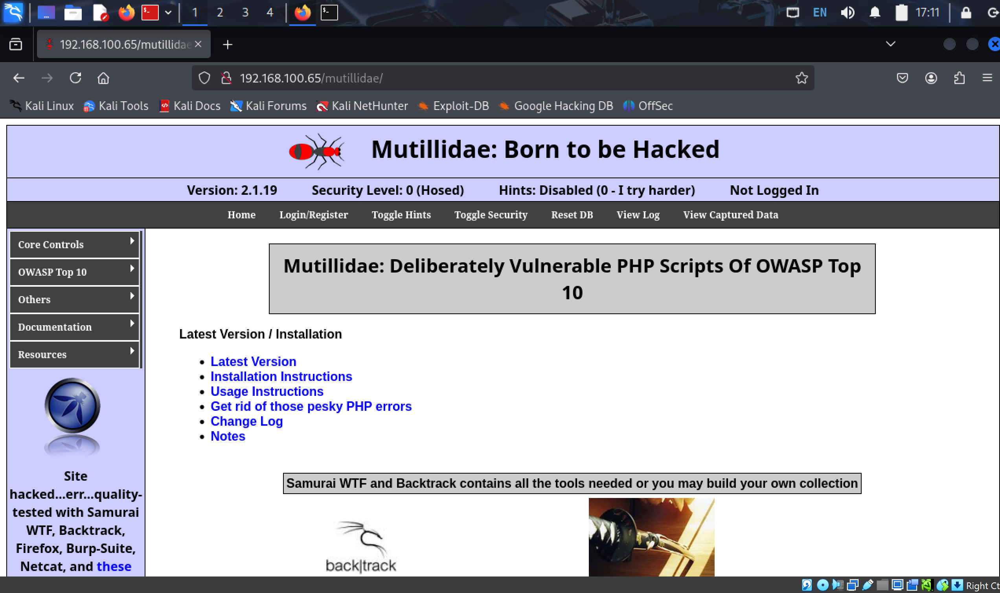 1 2 3 4 EN 17:11
192.168.100.65/mutillidae
192.168.100.65/mutillidae/
Kali Linux Kali Tools Kali Docs Kali Forums Kali NetHunter Exploit-DB Google Hacking DB OffSec
Mutillidae: Born to be Hacked
Version: 2.1.19 Security Level: 0 (Hosed) Hints: Disabled (0 - I try harder) Not Logged In
Home Login/Register Toggle Hints Toggle Security Reset DB View Log View Captured Data
Core Controls
OWASP Top 10
Others
Documentation
Resources
Site
hacked...err...quality-
tested with Samurai
WTF, Backtrack,
Firefox, Burp-Suite,
Netcat, and these
Mutillidae: Deliberately Vulnerable PHP Scripts Of OWASP Top
10
Latest Version / Installation
• Latest Version
• Installation Instructions
• Usage Instructions
• Get rid of those pesky PHP errors
• Change Log
• Notes
Samurai WTF and Backtrack contains all the tools needed or you may build your own collection
back|track
Right Ct